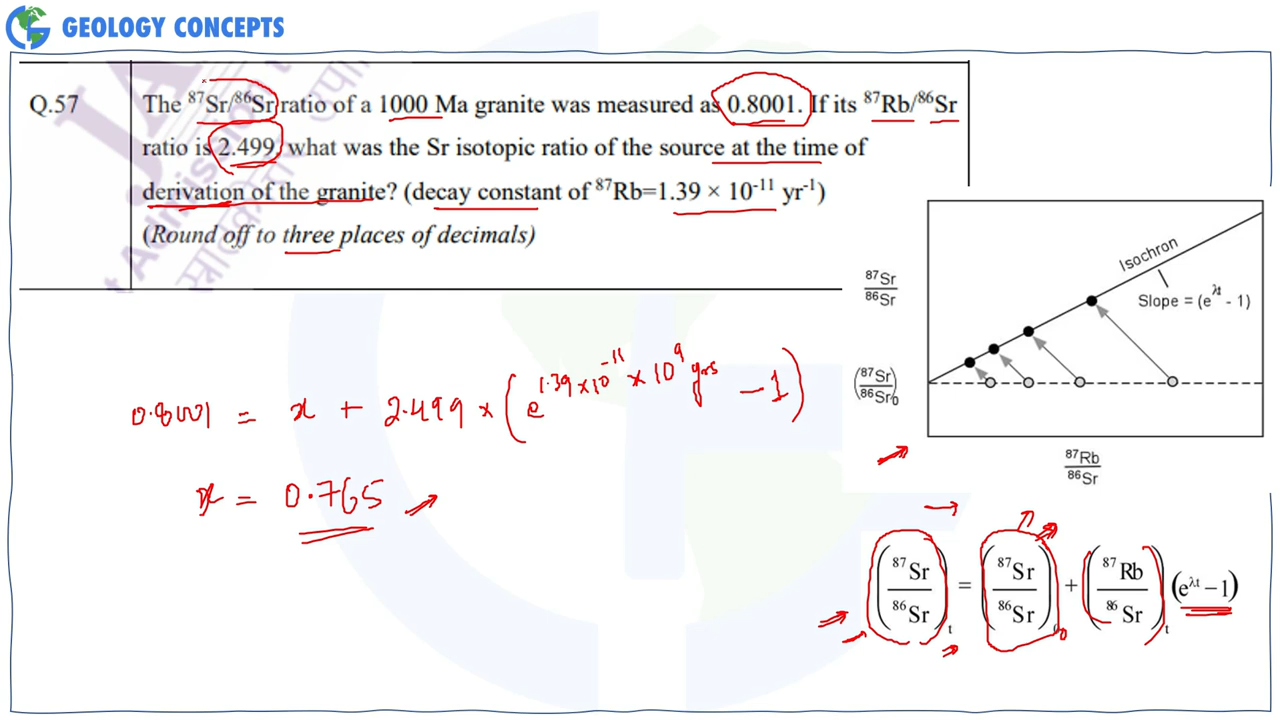 GEOLOGY CONCEPTS
Q.57
The ⁸⁷Sr/⁸⁶Sr ratio of a 1000 Ma granite was measured as 0.8001. If its ⁸⁷Rb/⁸⁶Sr
ratio is 2.499, what was the Sr isotopic ratio of the source at the time of
derivation of the granite? (decay constant of ⁸⁷Rb=1.39 × 10⁻¹¹ yr⁻¹)
(Round off to three places of decimals)
0.8001 = x + 2.499 × (e^1.39×10⁻¹¹ × 10⁹ yrs − 1)
x = 0.765
Isochron
Slope = (e^λt - 1)
⁸⁷Sr
⁸⁶Sr
(⁸⁷Sr)
(⁸⁶Sr)₀
⁸⁷Rb
⁸⁶Sr
(⁸⁷Sr/⁸⁶Sr)t = (⁸⁷Sr/⁸⁶Sr)₀ + (⁸⁷Rb/⁸⁶Sr)t (e^λt − 1)